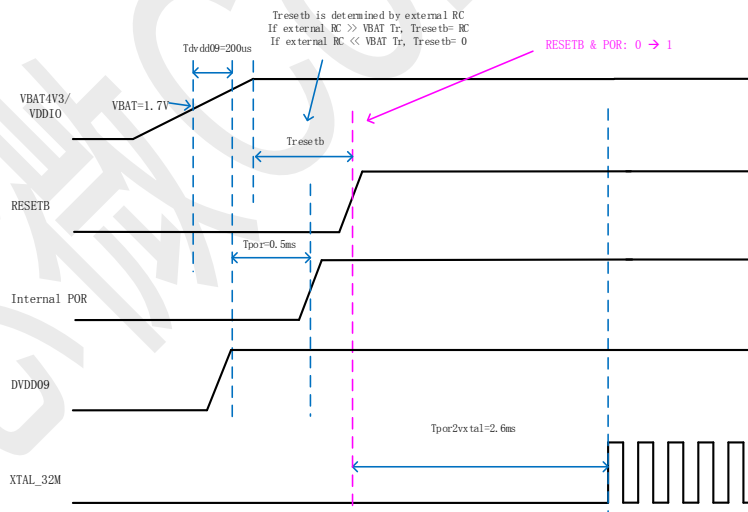 Tresetb is determined by external RC
If external RC >> VBAT Tr, Tresetb= RC
If external RC << VBAT Tr, Tresetb= 0
Tdvdd09=200us
RESETB & POR: 0 → 1
VBAT4V3/
VDDIO
VBAT=1.7V
Tresetb
RESETB
Tpor=0.5ms
Internal POR
DVDD09
Tpor2vxtal=2.6ms
XTAL_32M